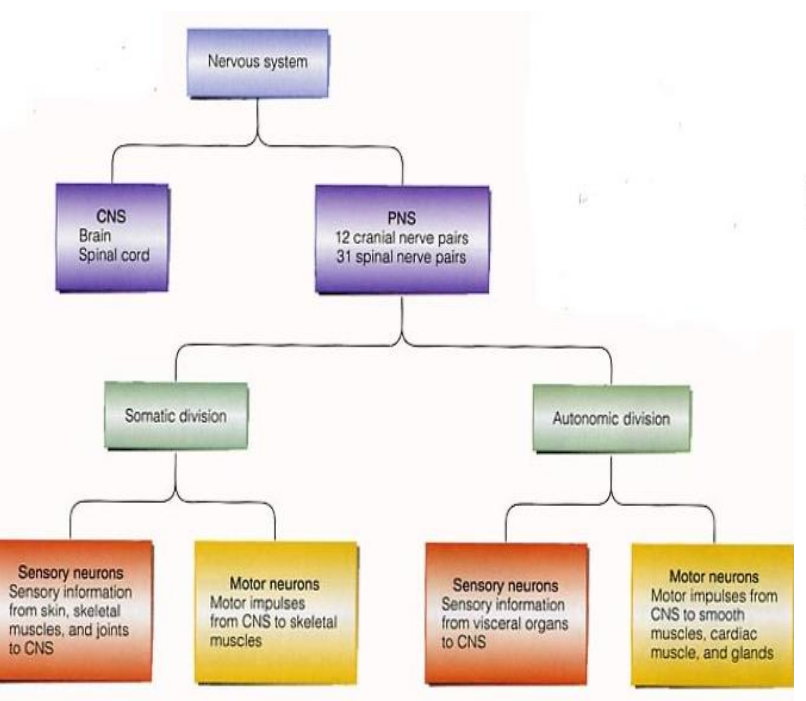 Nervous system
CNS
Brain
Spinal cord
PNS
12 cranial nerve pairs
31 spinal nerve pairs
Somatic division
Autonomic division
Sensory neurons
Sensory information
from skin, skeletal
muscles, and joints
to CNS
Motor neurons
Motor impulses
from CNS to skeletal
muscles
Sensory neurons
Sensory information
from visceral organs
to CNS
Motor neurons
Motor impulses from
CNS to smooth
muscles, cardiac
muscle, and glands